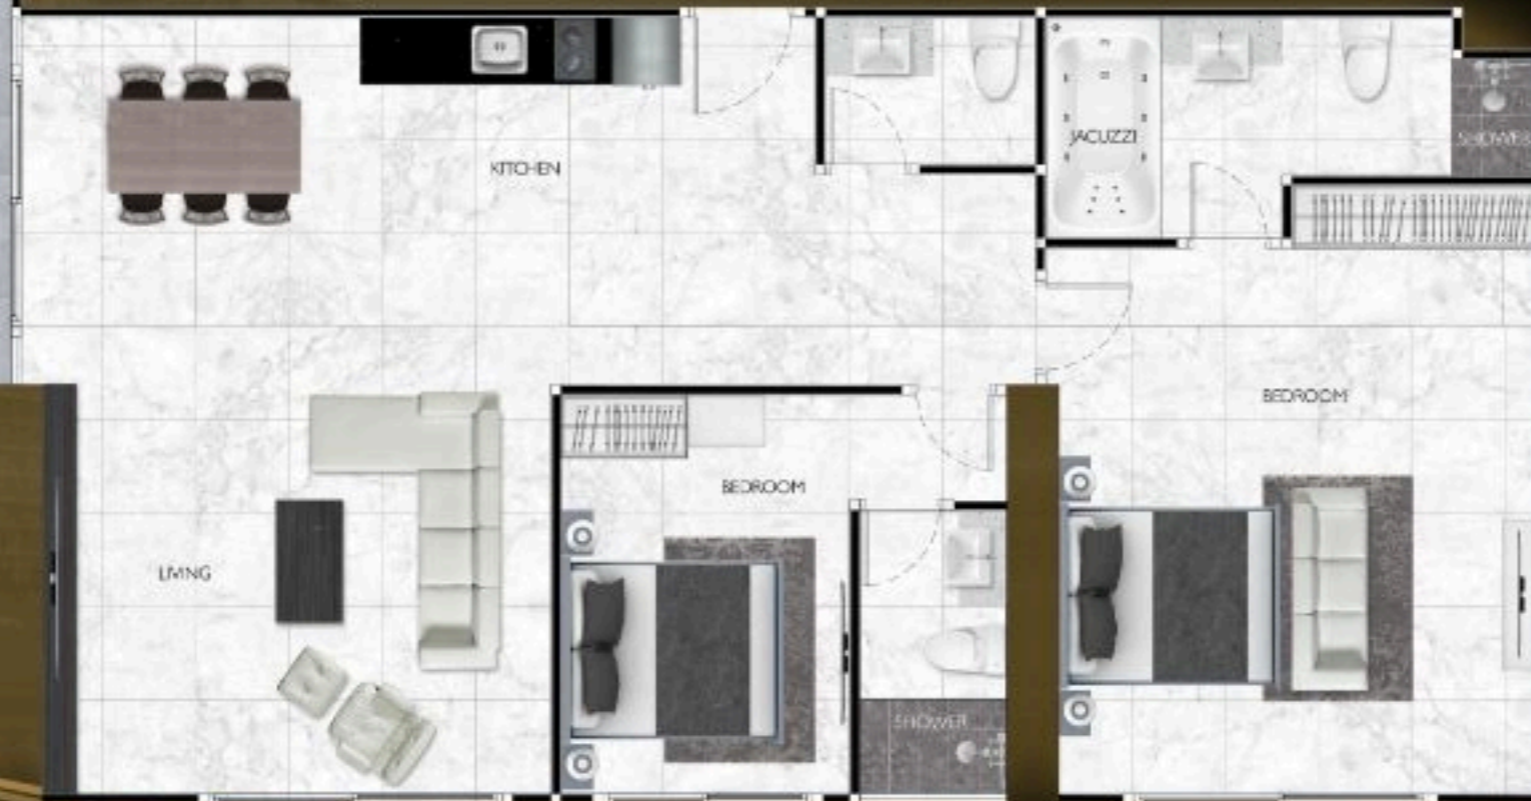 JACUZZI
SHOWER
KITCHEN
BEDROOM
BEDROOM
LIVING
SHOWER